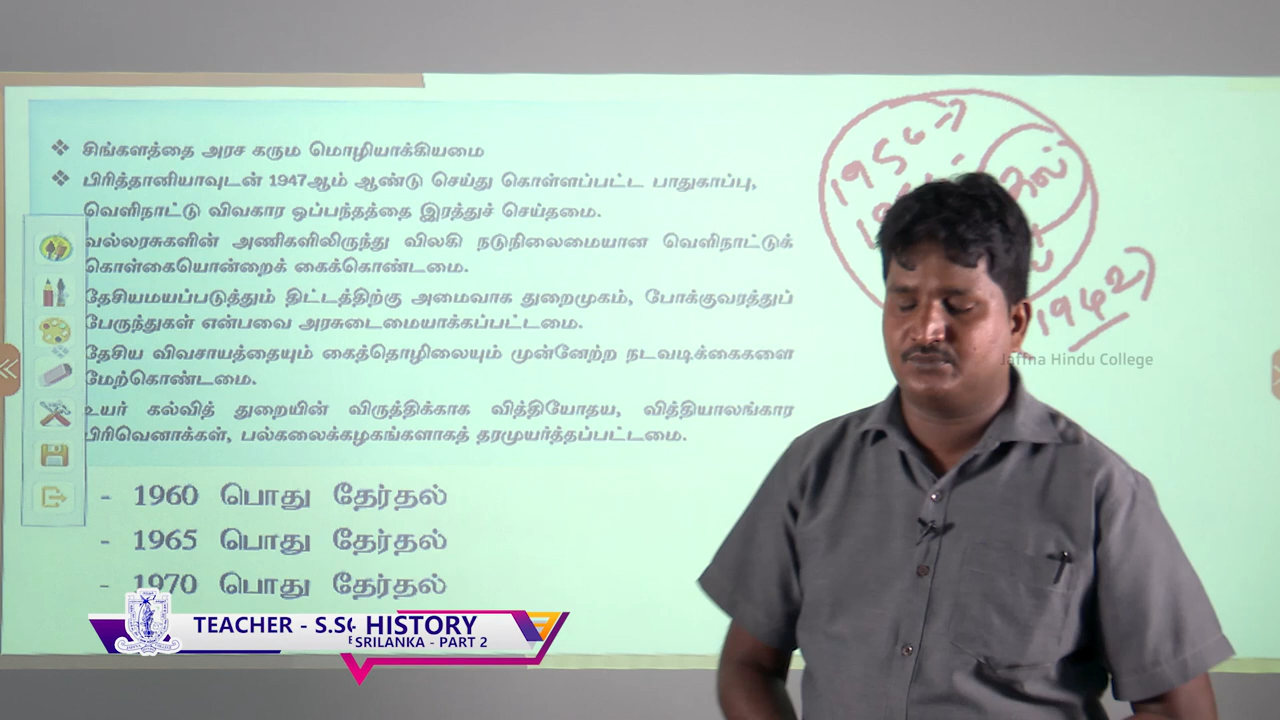 ❖ சிங்களத்தை அரச கரும மொழியாக்கியமை
❖ பிரித்தானியாவுடன் 1947ஆம் ஆண்டு செய்து கொள்ளப்பட்ட பாதுகாப்பு,
வெளிநாட்டு விவகார ஒப்பந்தத்தை இரத்துச் செய்தமை.
வல்லரசுகளின் அணிகளிலிருந்து விலகி நடுநிலைமையான வெளிநாட்டுக்
கொள்கையொன்றைக் கைக்கொண்டமை.
தேசியமயப்படுத்தும் திட்டத்திற்கு அமைவாக துறைமுகம், போக்குவரத்துப்
பேருந்துகள் என்பவை அரசுடைமையாக்கப்பட்டமை.
தேசிய விவசாயத்தையும் கைத்தொழிலையும் முன்னேற்ற நடவடிக்கைகளை
மேற்கொண்டமை.
உயர் கல்வித் துறையின் விருத்திக்காக வித்தியோதய, வித்தியாலங்கார
பிரிவெனாக்கள், பல்கலைக்கழகங்களாகத் தரமுயர்த்தப்பட்டமை.
- 1960 பொது தேர்தல்
- 1965 பொது தேர்தல்
- 1970 பொது தேர்தல்
1956
Jaffna Hindu College
TEACHER - S.S
HISTORY
SRILANKA - PART 2